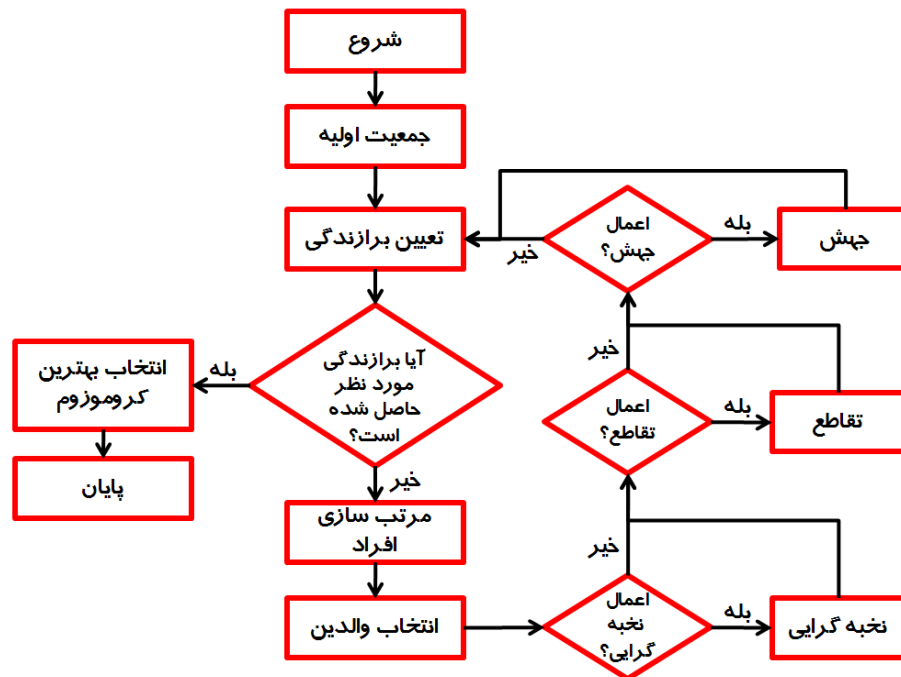 شروع
جمعیت اولیه
تعیین برازندگی
آیا برازندگی
مورد نظر
حاصل شده
است؟
بله
انتخاب بهترین
کروموزوم
پایان
خیر
مرتب سازی
افراد
انتخاب والدین
اعمال
نخبه
گرایی؟
بله
نخبه گرایی
خیر
اعمال
تقاطع؟
بله
تقاطع
خیر
اعمال
جهش؟
بله
جهش
خیر